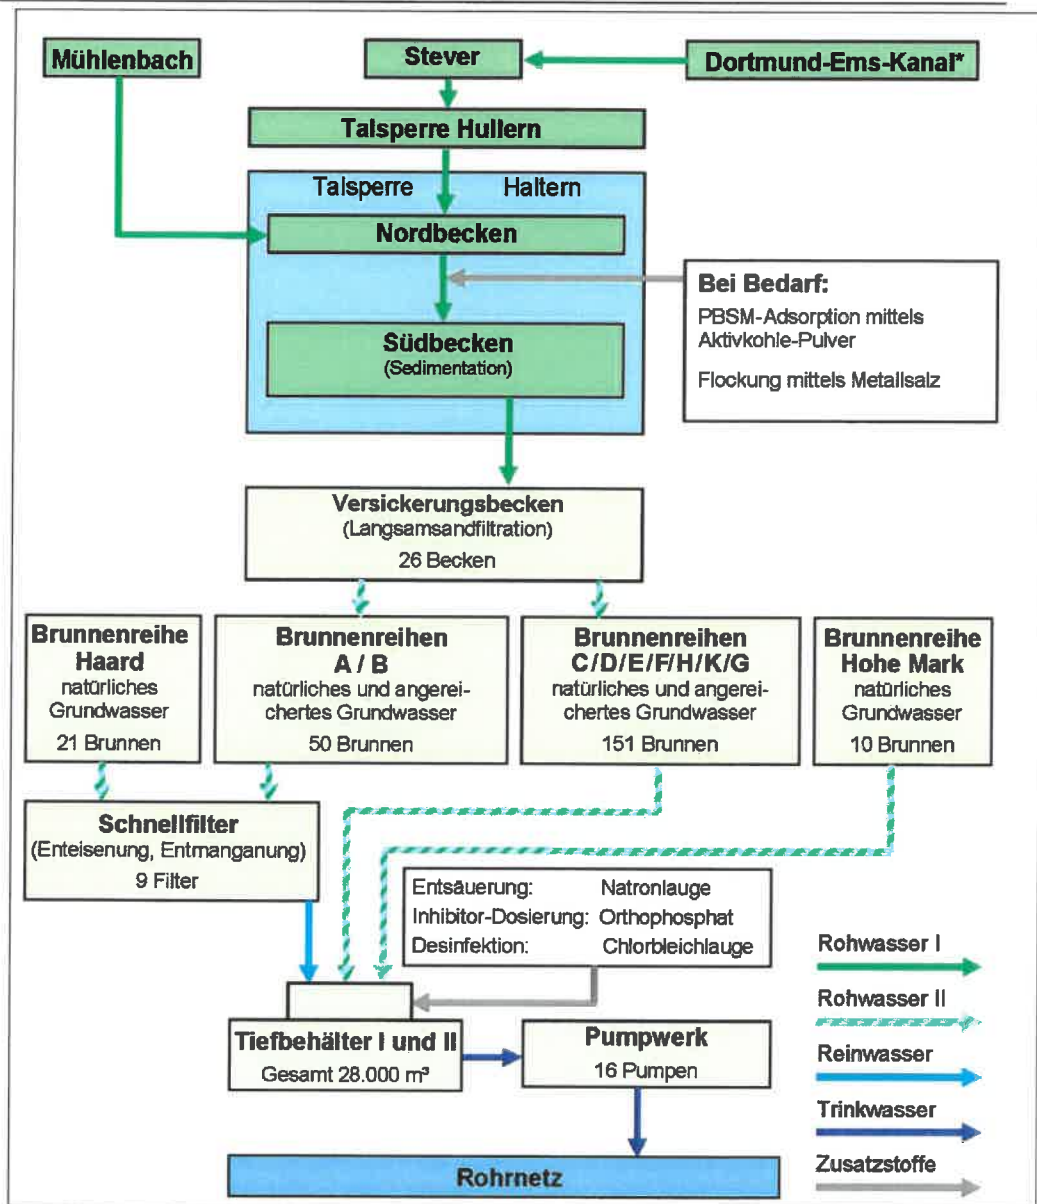 Mühlenbach
Stever
Dortmund-Ems-Kanal*
Talsperre Hullern
Talsperre Haltern
Nordbecken
Bei Bedarf:
PBSM-Adsorption mittels
Aktivkohle-Pulver
Flockung mittels Metallsalz
Südbecken
(Sedimentation)
Versickerungsbecken
(Langsamsandfiltration)
26 Becken
Brunnenreihe
Haard
natürliches
Grundwasser
21 Brunnen
Brunnenreihen
A / B
natürliches und angerei-
chertes Grundwasser
50 Brunnen
Brunnenreihen
C/D/E/F/H/K/G
natürliches und angerei-
chertes Grundwasser
151 Brunnen
Brunnenreihe
Hohe Mark
natürliches
Grundwasser
10 Brunnen
Schnellfilter
(Enteisenung, Entmanganung)
9 Filter
Entsäuerung: Natronlauge
Inhibitor-Dosierung: Orthophosphat
Desinfektion: Chlorbleichlauge
Tiefbehälter I und II
Gesamt 28.000 m³
Pumpwerk
16 Pumpen
Rohrnetz
Rohwasser I
Rohwasser II
Reinwasser
Trinkwasser
Zusatzstoffe